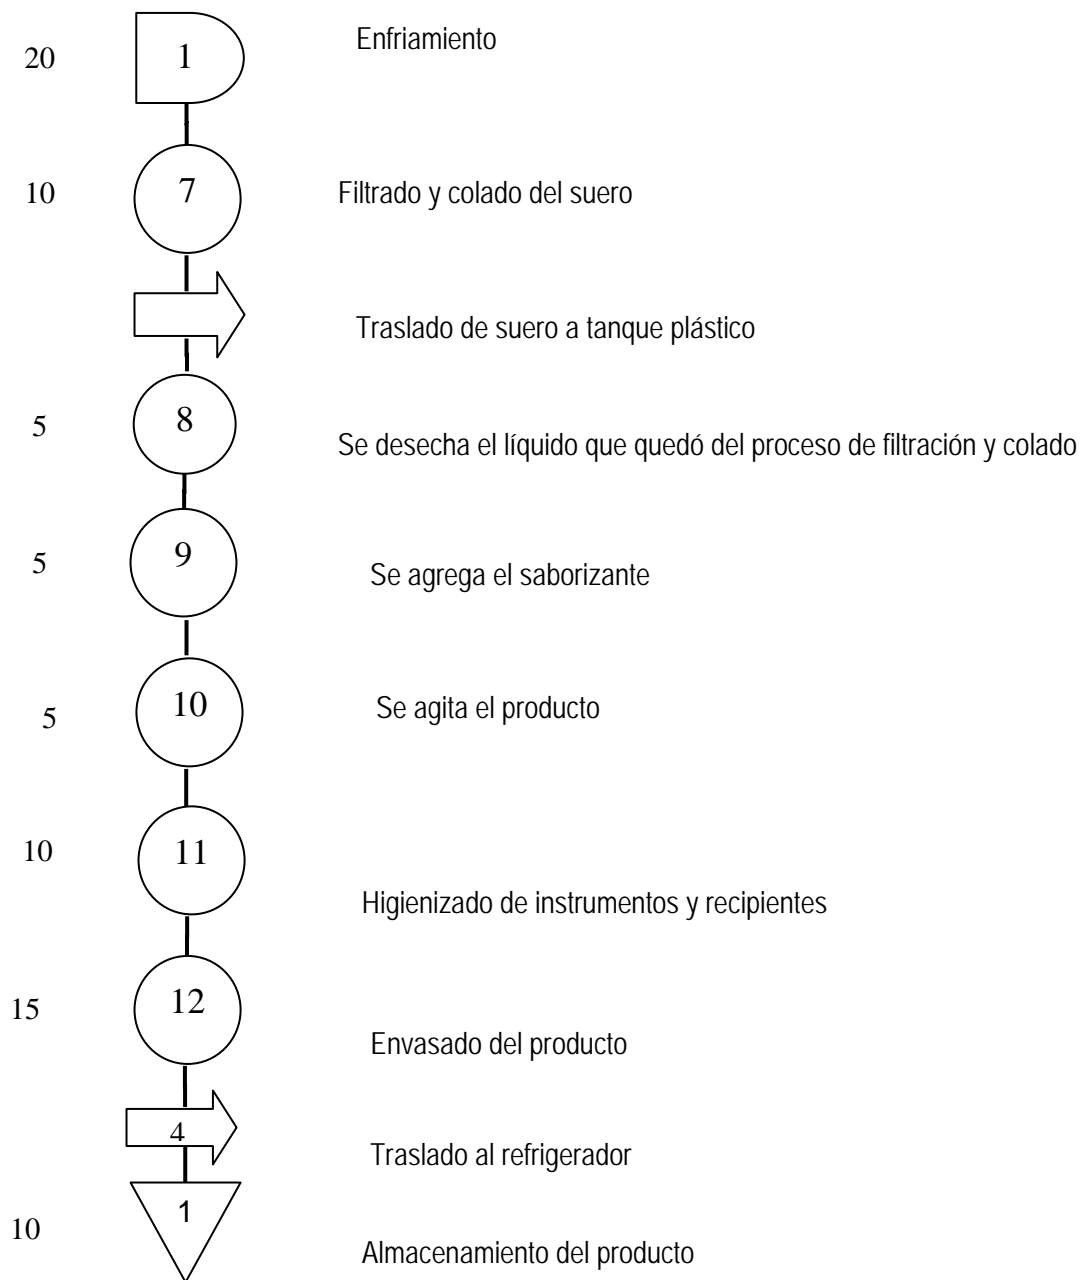 20 1 Enfriamiento
10 7 Filtrado y colado del suero
Traslado de suero a tanque plástico
5 8 Se desecha el líquido que quedó del proceso de filtración y colado
5 9 Se agrega el saborizante
5 10 Se agita el producto
10 11 Higienizado de instrumentos y recipientes
15 12 Envasado del producto
4 Traslado al refrigerador
10 1 Almacenamiento del producto